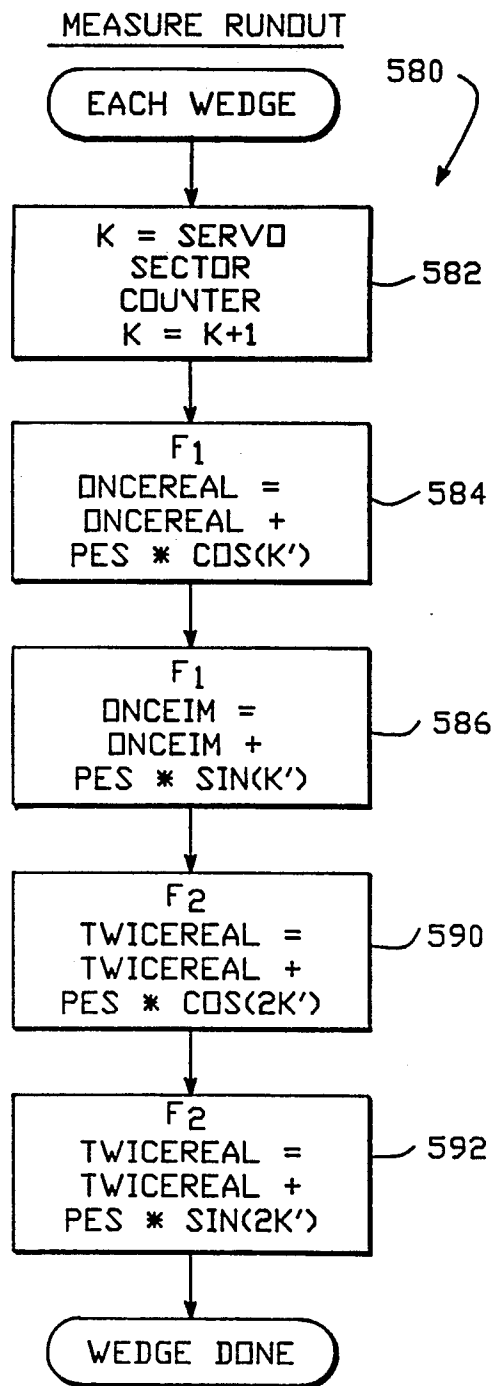 MEASURE RUNOUT
580
EACH WEDGE
K = SERVO
SECTOR
COUNTER
K = K+1
582
F1
ONCEREAL =
ONCEREAL +
PES * COS(K')
584
F1
ONCEIM =
ONCEIM +
PES * SIN(K')
586
F2
TWICEREAL =
TWICEREAL +
PES * COS(2K')
590
F2
TWICEREAL =
TWICEREAL +
PES * SIN(2K')
592
WEDGE DONE